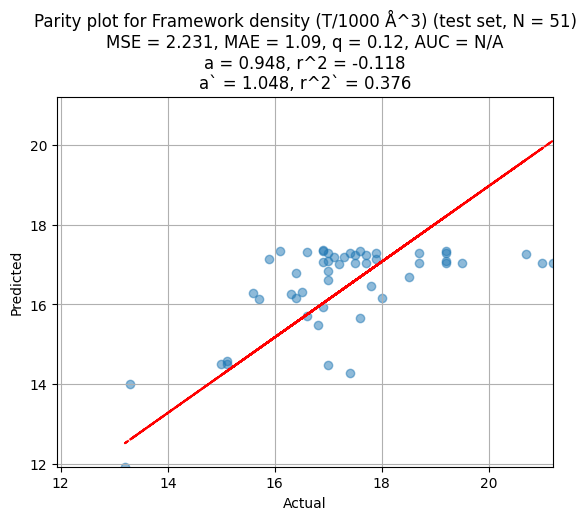 Parity plot for Framework density (T/1000 Å^3) (test set, N = 51)
MSE = 2.231, MAE = 1.09, q = 0.12, AUC = N/A
a = 0.948, r^2 = -0.118
a` = 1.048, r^2` = 0.376
20
18
16
14
12
Predicted
12
14
16
18
20
Actual